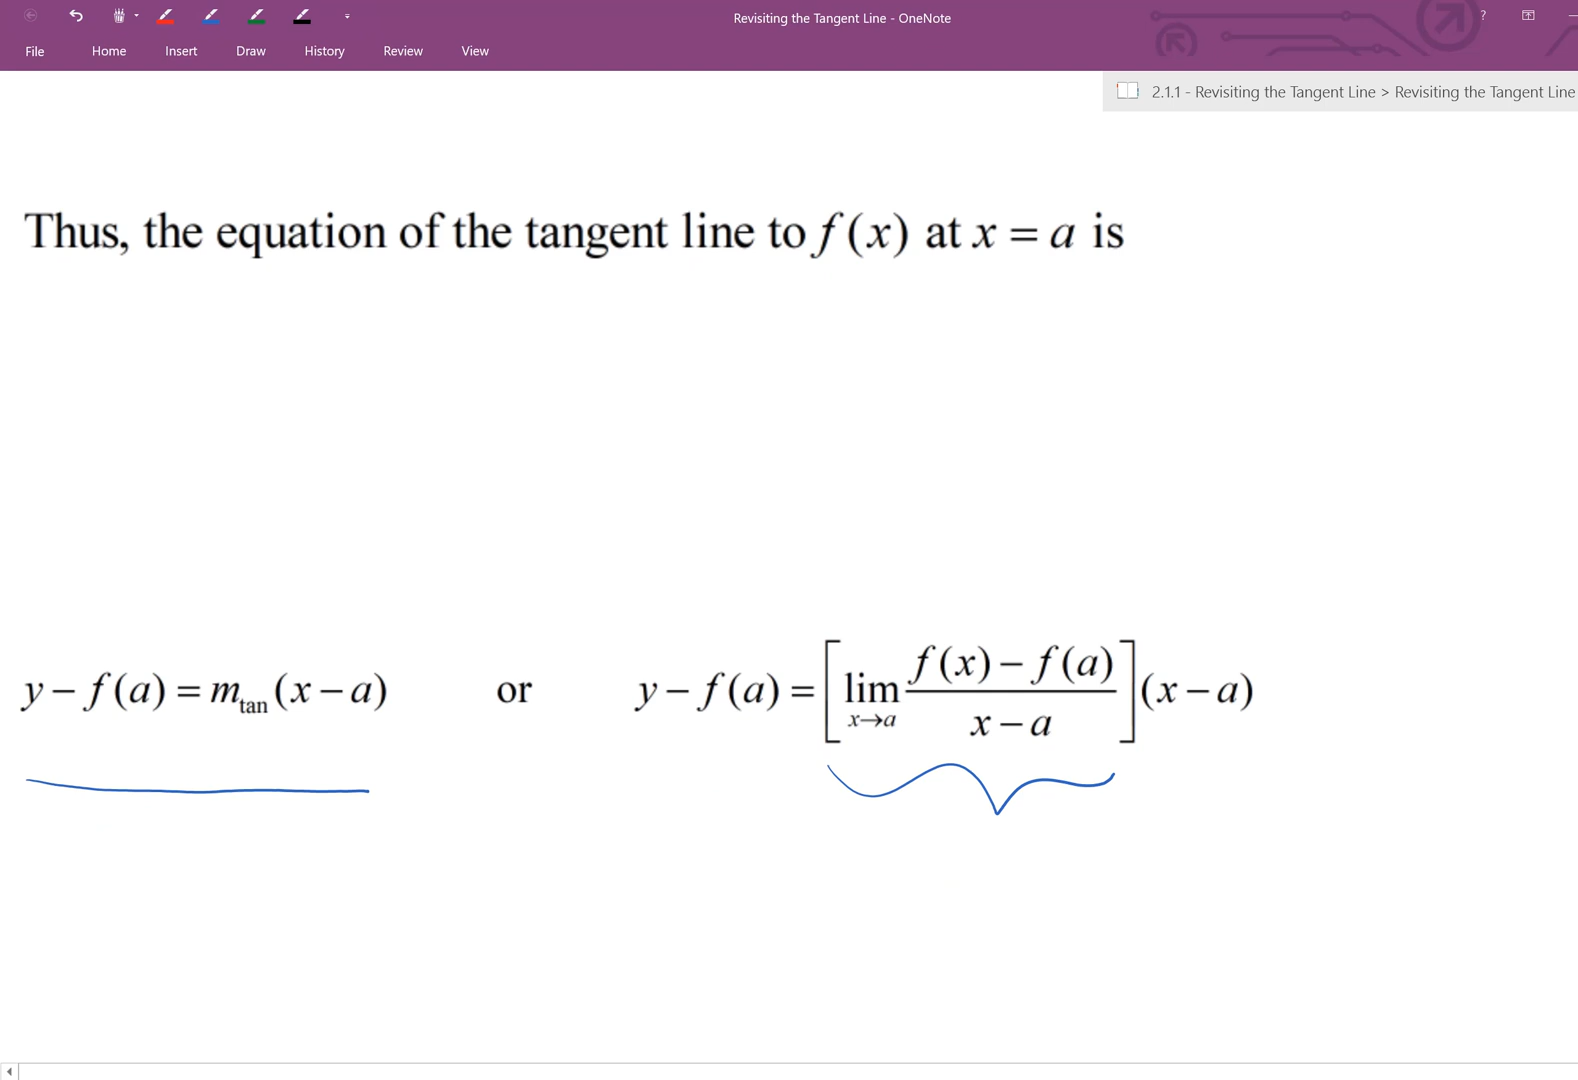 Revisiting the Tangent Line - OneNote
?
File Home Insert Draw History Review View
2.1.1 - Revisiting the Tangent Line > Revisiting the Tangent Line
Thus, the equation of the tangent line to f(x) at x = a is
y − f(a) = m_tan (x − a) or y − f(a) = [lim_{x→a} (f(x) − f(a))/(x − a)] (x − a)